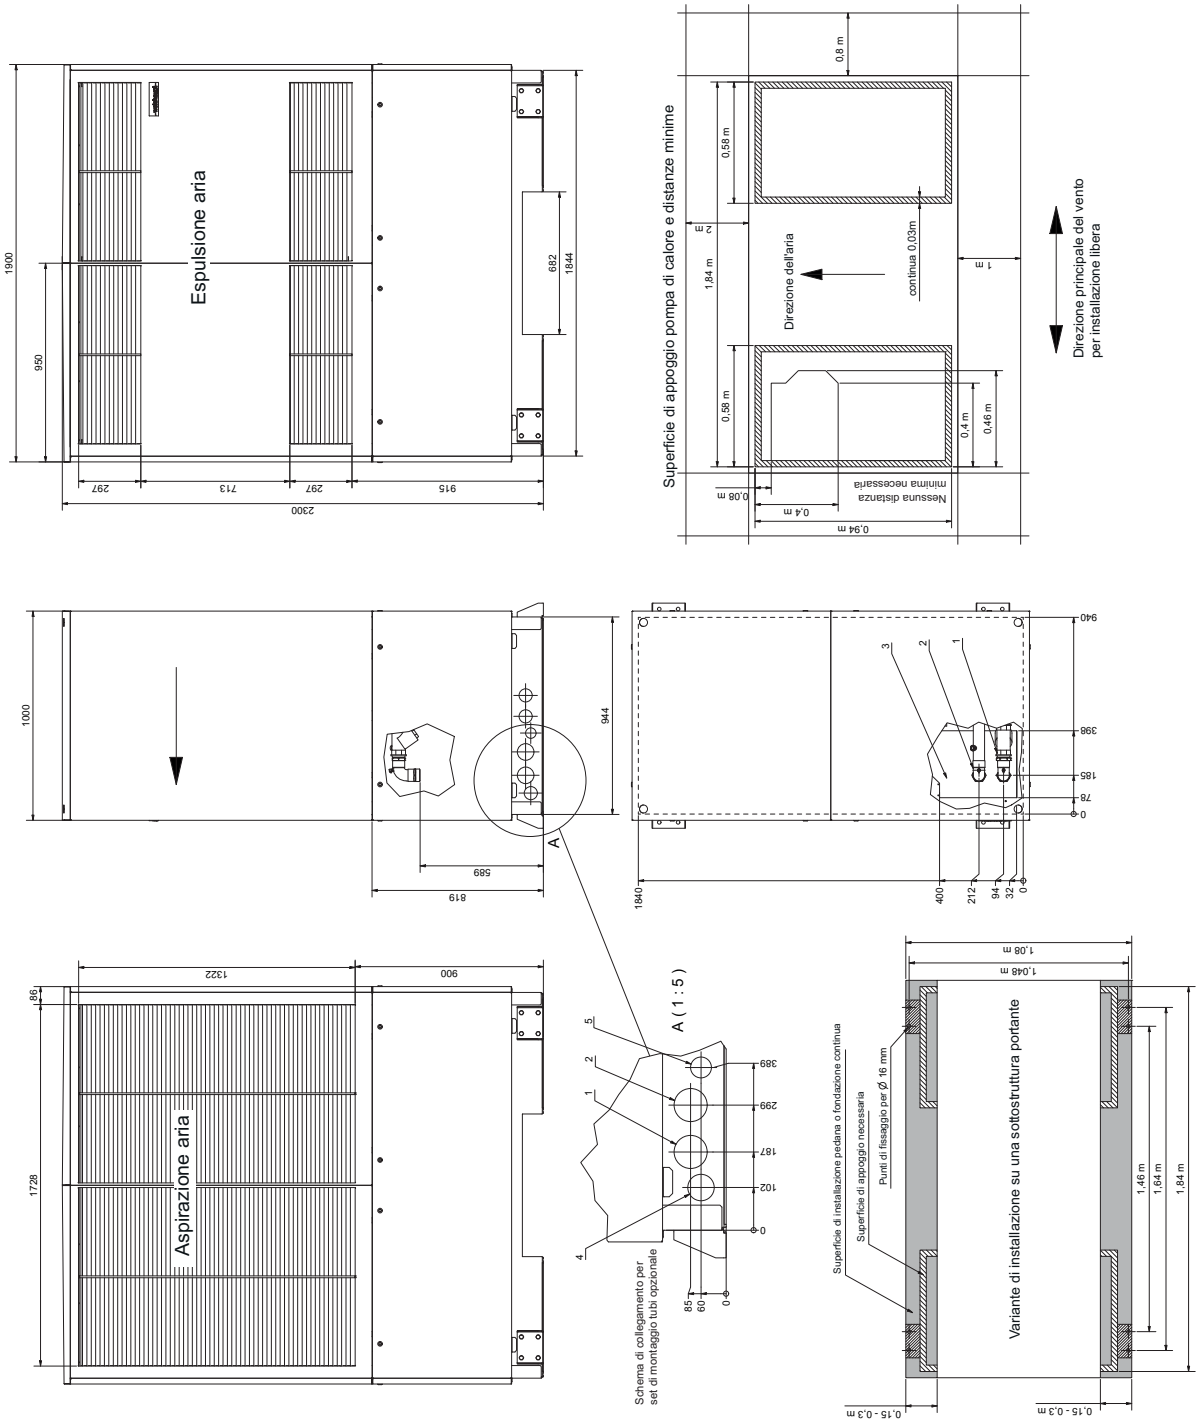 1900
950
Espulsione aria
297
713
297
915
2300
682
1844
1000
819
589
944
A
1728
86
1322
900
Aspirazione aria
A ( 1 : 5 )
4
1
2
5
0
102
187
299
389
85
60
0
Schema di collegamento per
set di montaggio tubi opzionale
3
2
1
940
398
185
78
0
1840
400
212
94
32
0
Superficie di appoggio pompa di calore e distanze minime
2 m
0,8 m
1,84 m
0,58 m
0,58 m
Direzione dell'aria
continua 0,03m
1 m
0,4 m
0,46 m
0,08 m
0,4 m
0,94 m
Nessuna distanza
minima necessaria
Direzione principale del vento
per installazione libera
Superficie di installazione pedana o fondazione continua
Superficie di appoggio necessaria
Punti di fissaggio per Ø 16 mm
Variante di installazione su una sottostruttura portante
1,08 m
1,048 m
1,46 m
1,64 m
1,84 m
0,15 - 0,3 m
0,15 - 0,3 m